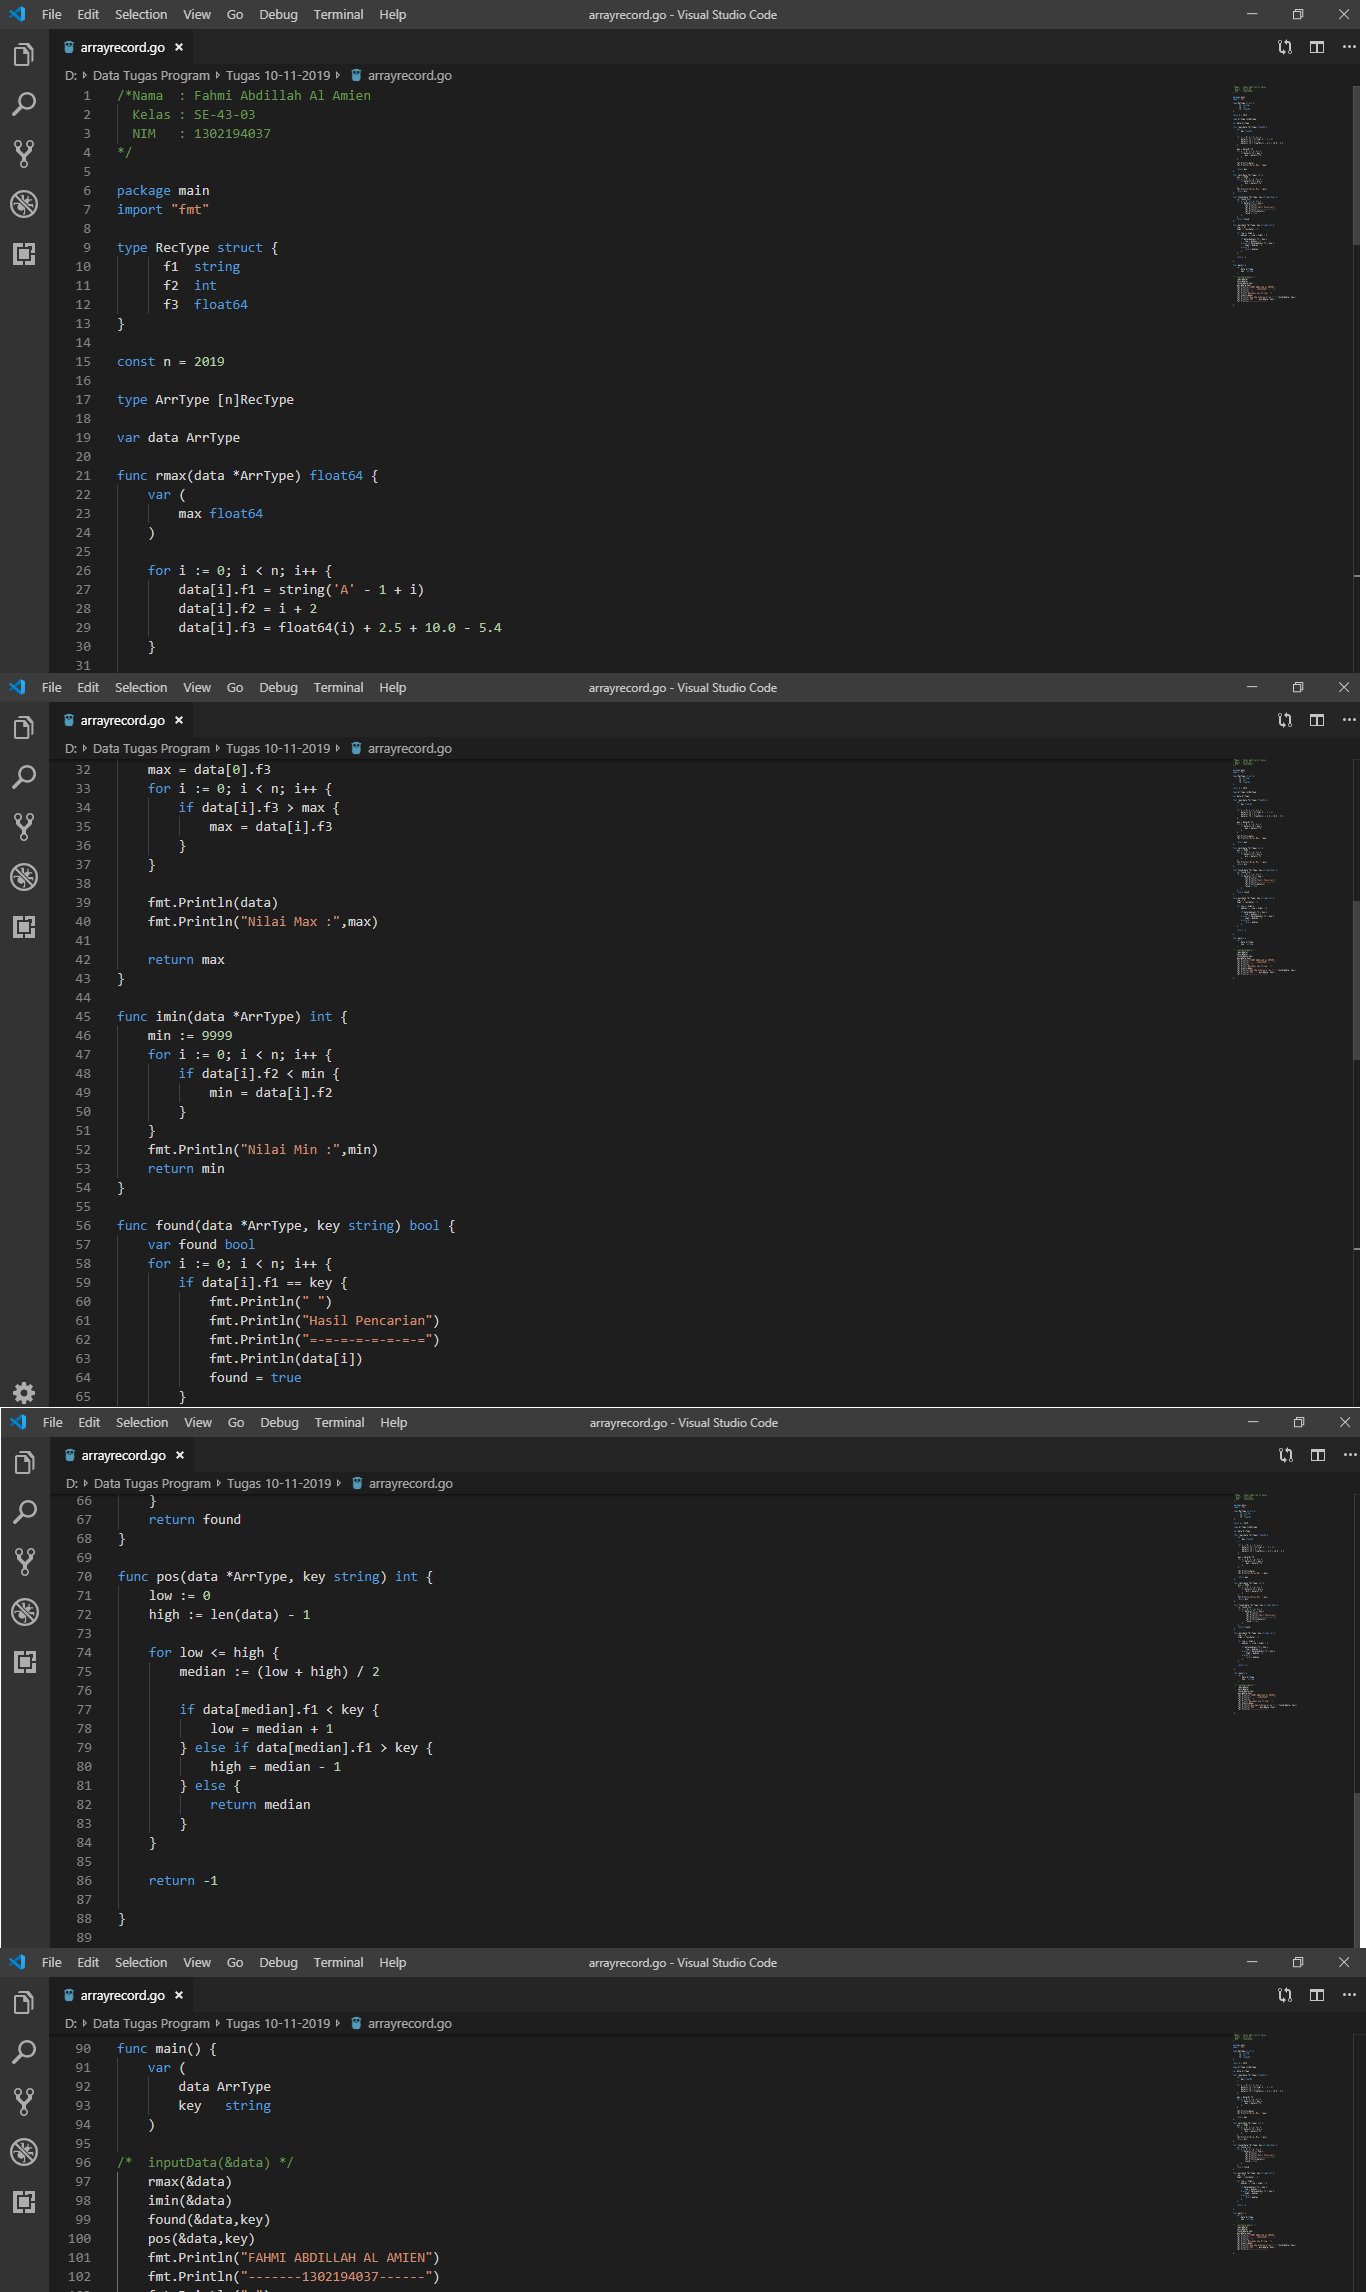 File Edit Selection View Go Debug Terminal Help arrayrecord.go - Visual Studio Code
arrayrecord.go
D: Data Tugas Program Tugas 10-11-2019 arrayrecord.go
1 /*Nama : Fahmi Abdillah Al Amien
2 Kelas : SE-43-03
3 NIM : 1302194037
4 */
5
6 package main
7 import "fmt"
8
9 type RecType struct {
10 f1 string
11 f2 int
12 f3 float64
13 }
14
15 const n = 2019
16
17 type ArrType [n]RecType
18
19 var data ArrType
20
21 func rmax(data *ArrType) float64 {
22 var (
23 max float64
24 )
25
26 for i := 0; i < n; i++ {
27 data[i].f1 = string('A' - 1 + i)
28 data[i].f2 = i + 2
29 data[i].f3 = float64(i) + 2.5 + 10.0 - 5.4
30 }
31
File Edit Selection View Go Debug Terminal Help arrayrecord.go - Visual Studio Code
arrayrecord.go
D: Data Tugas Program Tugas 10-11-2019 arrayrecord.go
32 max = data[0].f3
33 for i := 0; i < n; i++ {
34 if data[i].f3 > max {
35 max = data[i].f3
36 }
37 }
38
39 fmt.Println(data)
40 fmt.Println("Nilai Max :",max)
41
42 return max
43 }
44
45 func imin(data *ArrType) int {
46 min := 9999
47 for i := 0; i < n; i++ {
48 if data[i].f2 < min {
49 min = data[i].f2
50 }
51 }
52 fmt.Println("Nilai Min :",min)
53 return min
54 }
55
56 func found(data *ArrType, key string) bool {
57 var found bool
58 for i := 0; i < n; i++ {
59 if data[i].f1 == key {
60 fmt.Println(" ")
61 fmt.Println("Hasil Pencarian")
62 fmt.Println("=-=-=-=-=-=-=-=")
63 fmt.Println(data[i])
64 found = true
65 }
File Edit Selection View Go Debug Terminal Help arrayrecord.go - Visual Studio Code
arrayrecord.go
D: Data Tugas Program Tugas 10-11-2019 arrayrecord.go
66 }
67 return found
68 }
69
70 func pos(data *ArrType, key string) int {
71 low := 0
72 high := len(data) - 1
73
74 for low <= high {
75 median := (low + high) / 2
76
77 if data[median].f1 < key {
78 low = median + 1
79 } else if data[median].f1 > key {
80 high = median - 1
81 } else {
82 return median
83 }
84 }
85
86 return -1
87
88 }
89
File Edit Selection View Go Debug Terminal Help arrayrecord.go - Visual Studio Code
arrayrecord.go
D: Data Tugas Program Tugas 10-11-2019 arrayrecord.go
90 func main() {
91 var (
92 data ArrType
93 key string
94 )
95
96 /* inputData(&data) */
97 rmax(&data)
98 imin(&data)
99 found(&data,key)
100 pos(&data,key)
101 fmt.Println("FAHMI ABDILLAH AL AMIEN")
102 fmt.Println("-------1302194037------")